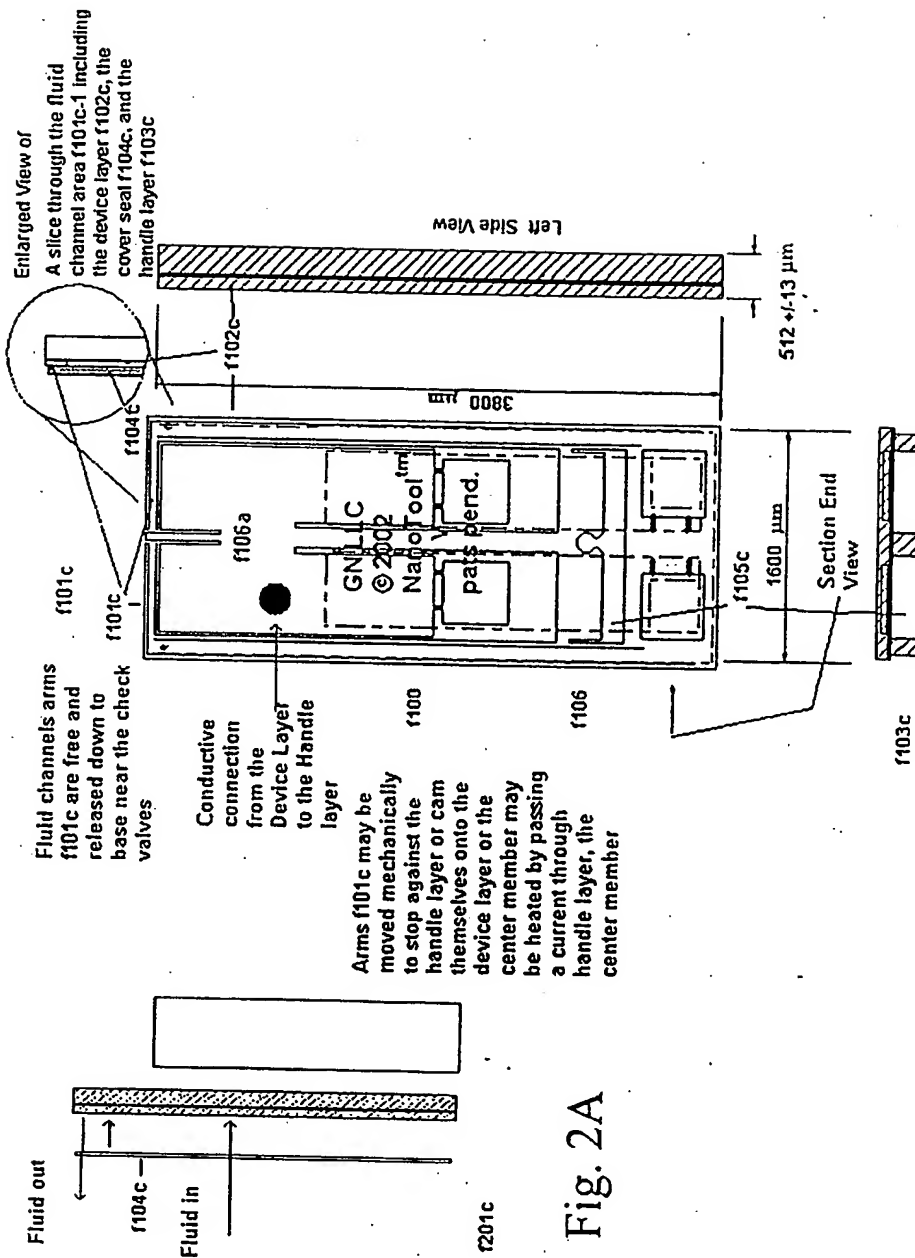 Enlarged View of
A slice through the fluid
channel area f101c-1 including
the device layer f102c, the
cover seal f104c, and the
handle layer f103c
f102c
f104c
f101c
f101c
f106a
Left Side View
512 +/-13 µm
3800 µm
GN LLC
©2002
NanoTool tm
pats pend.
f105c
1600 µm
Section End
View
f103c
Fluid channels arms
f101c are free and
released down to
base near the check
valves
Conductive
connection
from the
Device Layer
to the Handle
layer
f100
f106
Arms f101c may be
moved mechanically
to stop against the
handle layer or cam
themselves onto the
device layer or the
center member may
be heated by passing
a current through
handle layer, the
center member
Fluid out
f104c
Fluid in
f201c
Fig. 2A